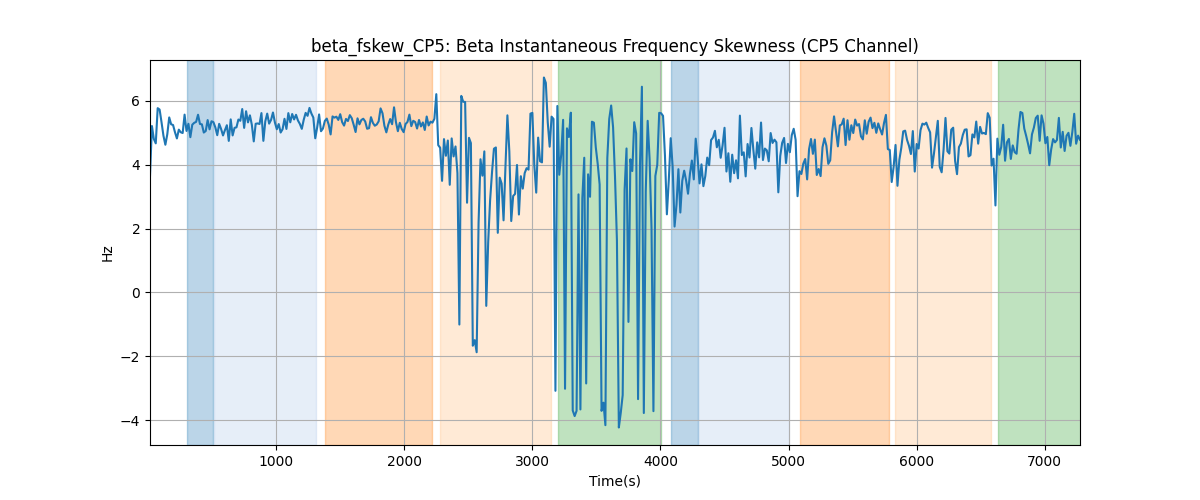 beta_fskew_CP5: Beta Instantaneous Frequency Skewness (CP5 Channel)
6
4
2
0
−2
−4
Hz
1000 2000 3000 4000 5000 6000 7000
Time(s)